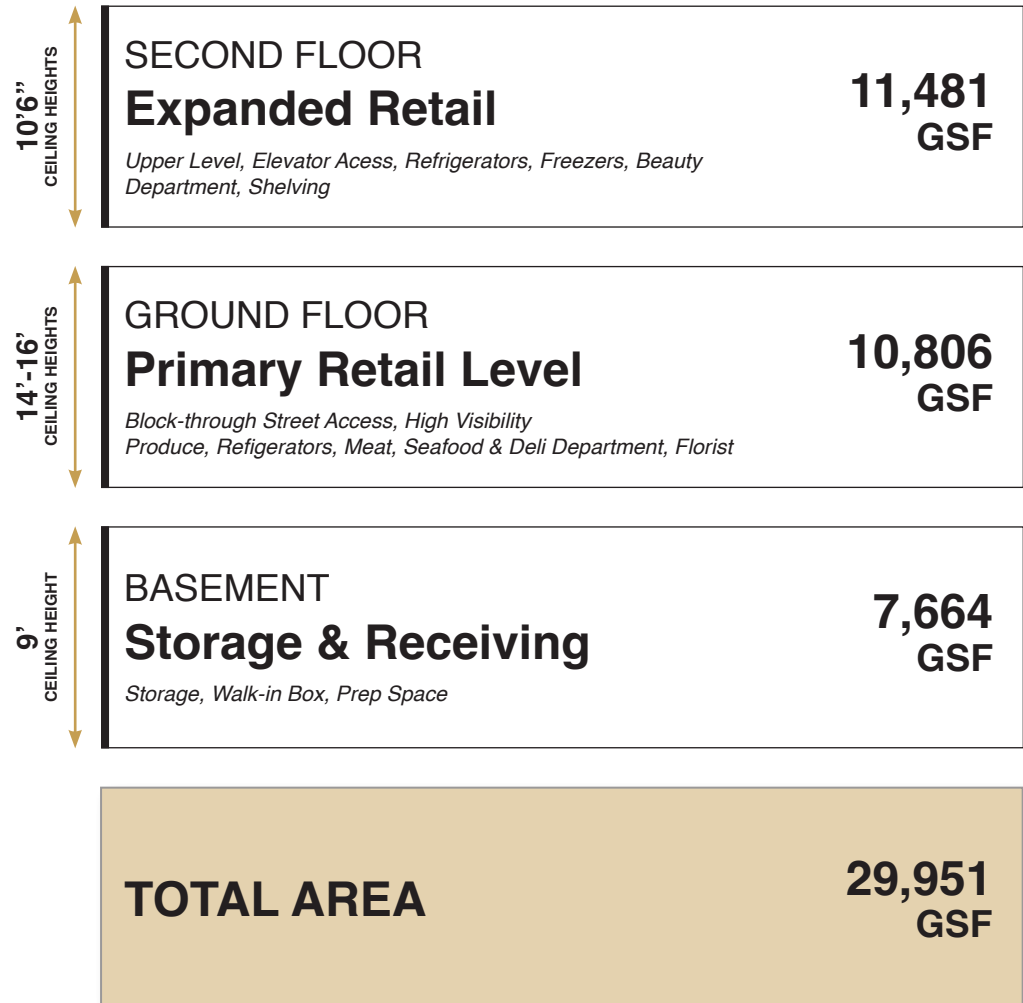 10’6”
CEILING HEIGHTS
SECOND FLOOR
Expanded Retail
Upper Level, Elevator Acess, Refrigerators, Freezers, Beauty
Department, Shelving
11,481
GSF
14’-16’
CEILING HEIGHTS
GROUND FLOOR
Primary Retail Level
Block-through Street Access, High Visibility
Produce, Refigerators, Meat, Seafood & Deli Department, Florist
10,806
GSF
9’
CEILING HEIGHT
BASEMENT
Storage & Receiving
Storage, Walk-in Box, Prep Space
7,664
GSF
TOTAL AREA
29,951
GSF